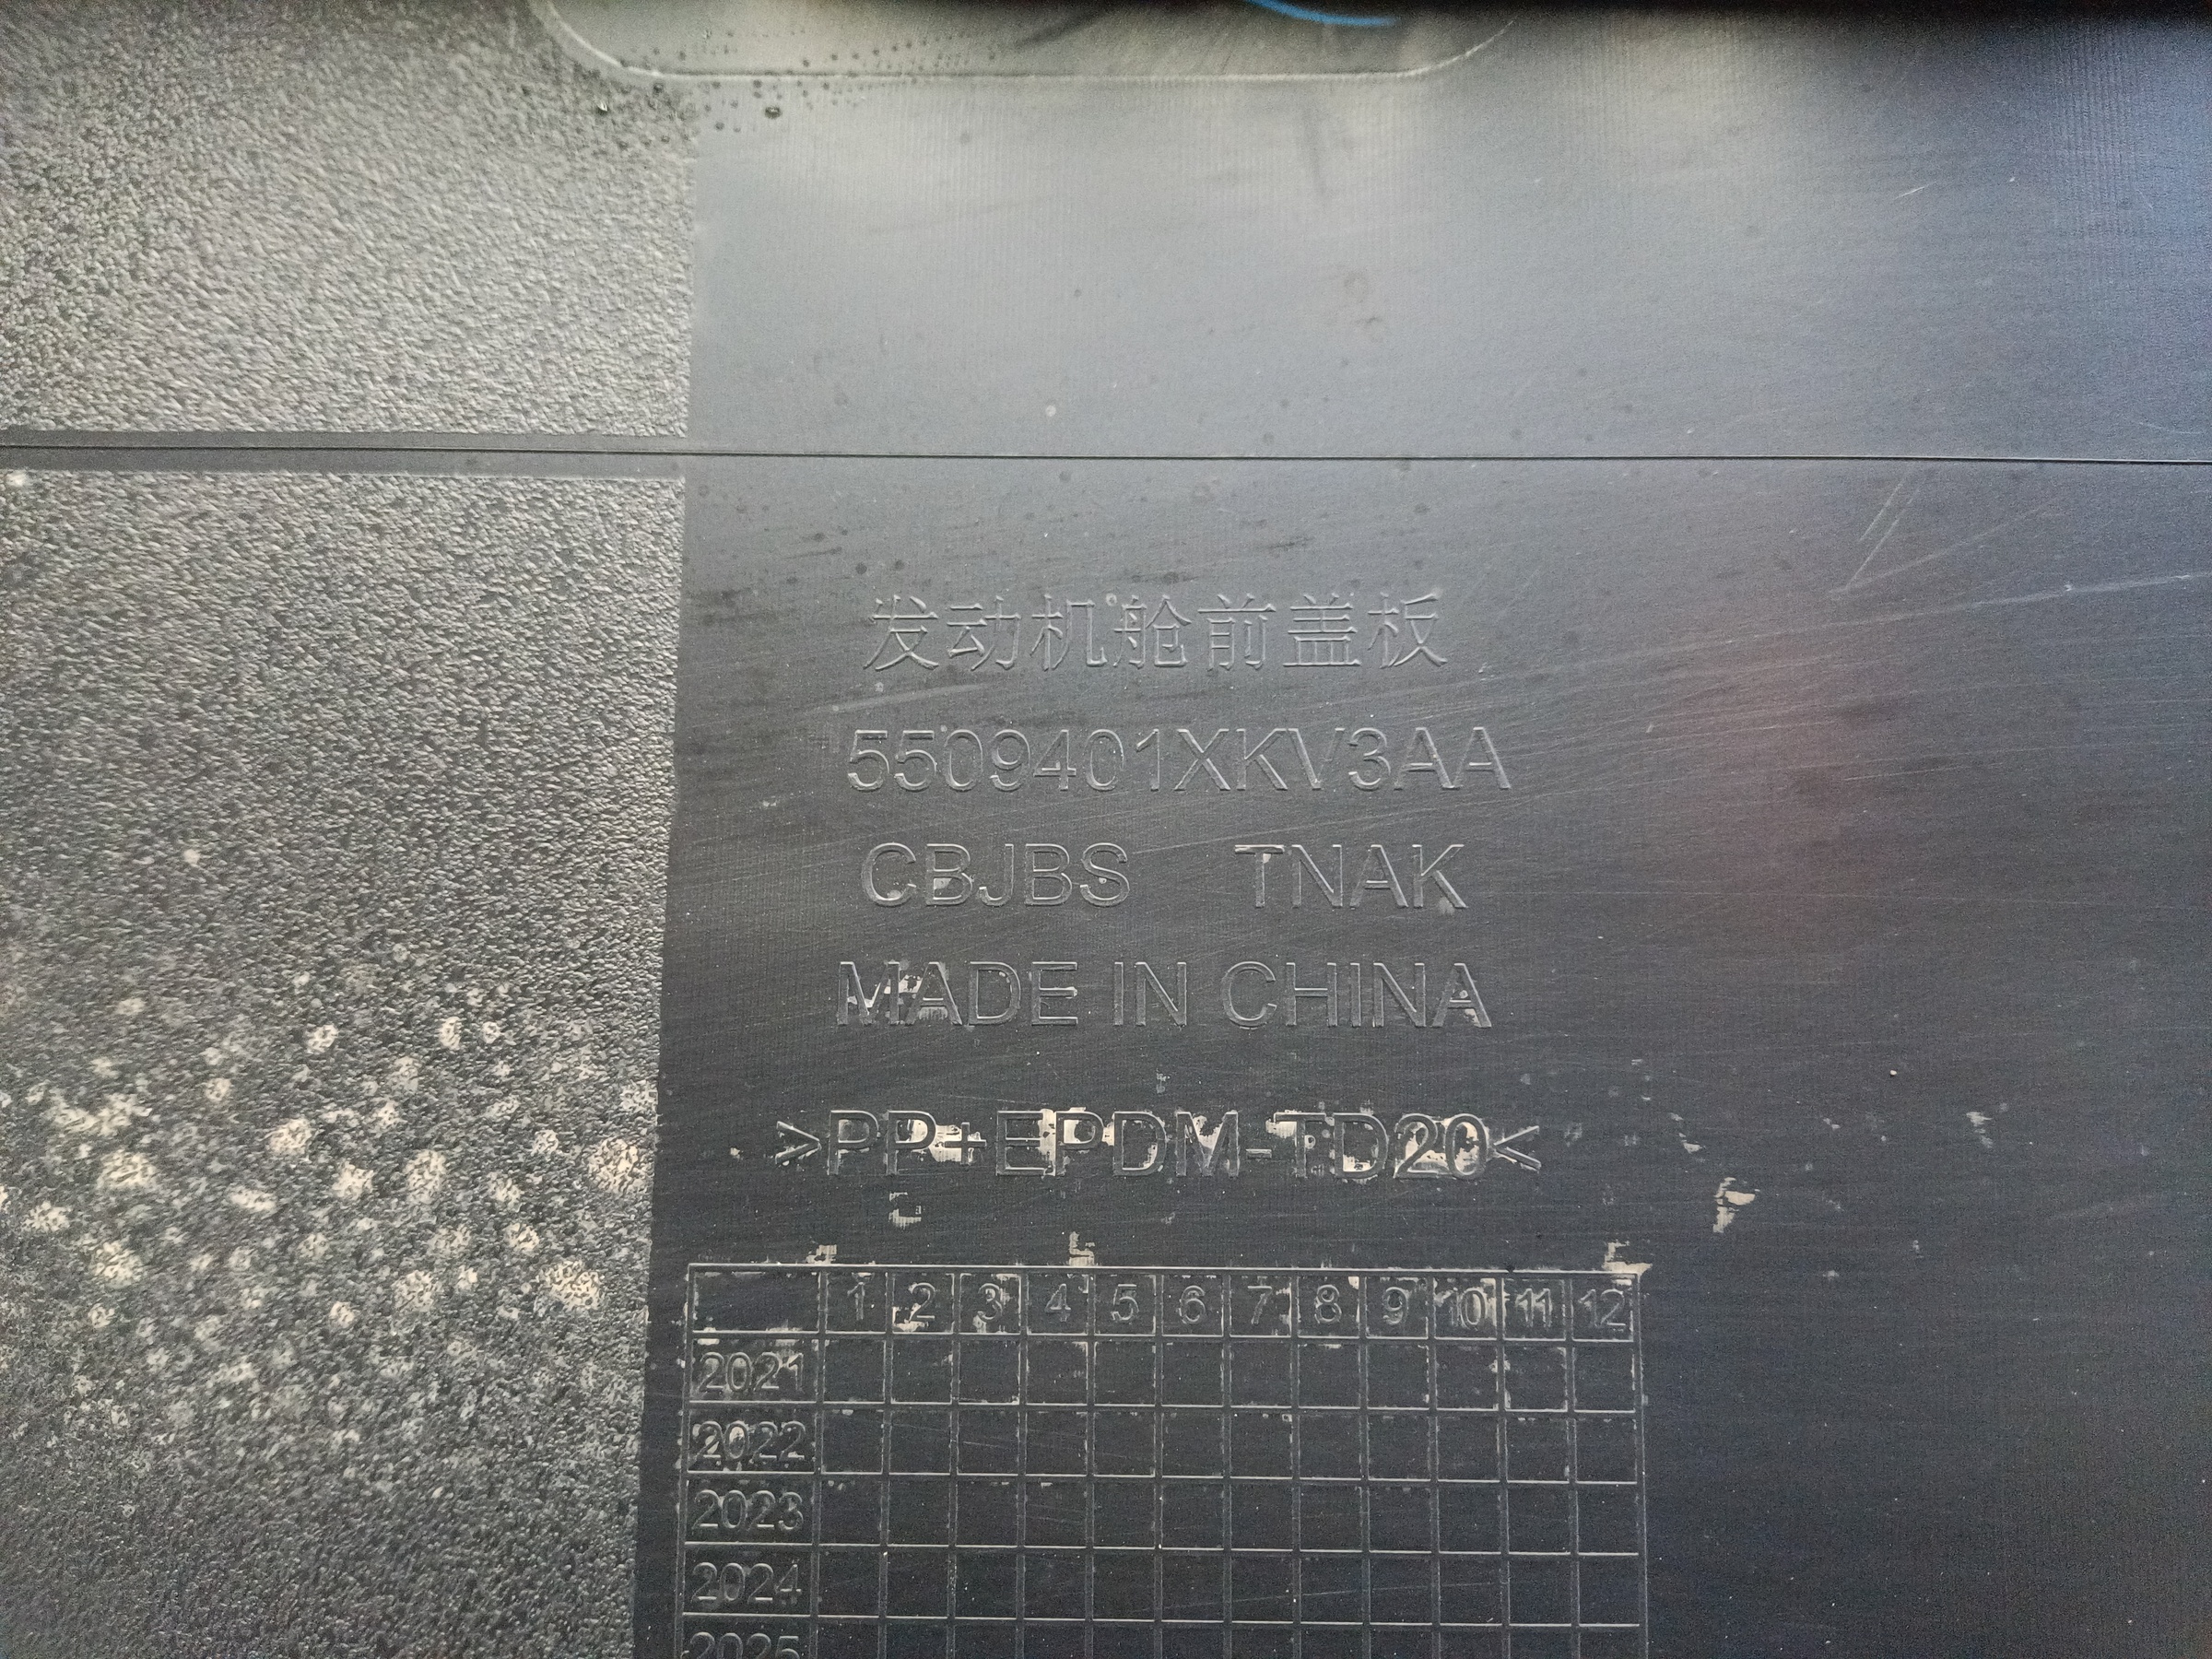 发动机舱前盖板
5509401XKV3AA
CBJBS TNAK
MADE IN CHINA
>PP+EPDM-TD20<
1 2 3 4 5 6 7 8 9 10 11 12
2021
2022
2023
2024
2025